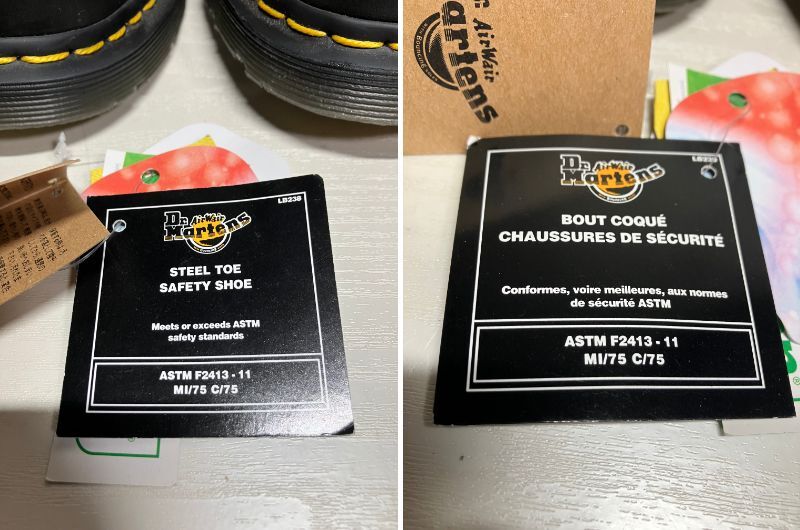 LB238
Dr. AirWair
Martens
STEEL TOE
SAFETY SHOE
Meets or exceeds ASTM
safety standards
ASTM F2413 - 11
MI/75 C/75
Dr. AirWair
Martens
Dr. AirWair
Martens
BOUT COQUÉ
CHAUSSURES DE SÉCURITÉ
Conformes, voire meilleures, aux normes
de sécurité ASTM
ASTM F2413 - 11
MI/75 C/75